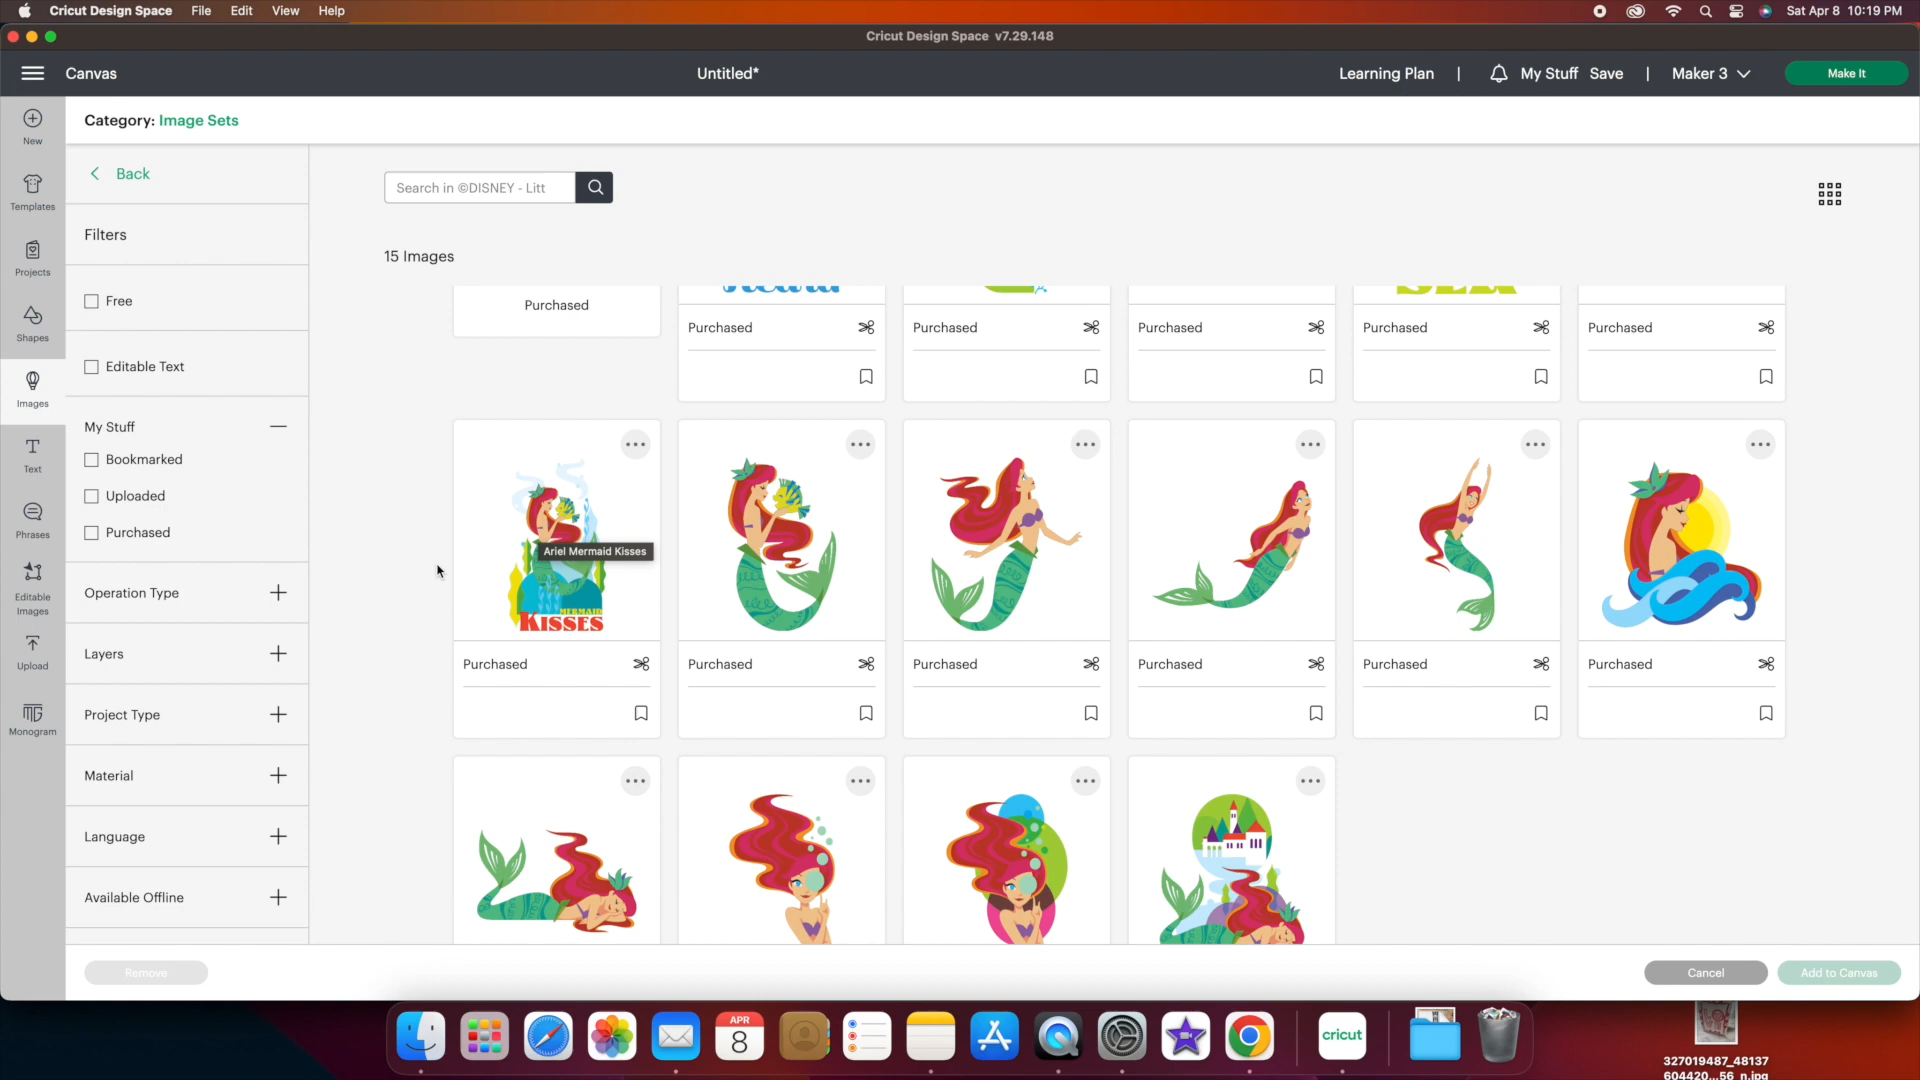 Cricut Design Space File Edit View Help Sat Apr 8 10:19 PM
Cricut Design Space v7.29.148
Canvas Untitled* Learning Plan | My Stuff Save | Maker 3 Make It
New
Templates
Projects
Shapes
Images
Text
Phrases
Editable
Images
Upload
Monogram
Category: Image Sets
Back
Filters
Free
Editable Text
My Stuff
Bookmarked
Uploaded
Purchased
Operation Type
Layers
Project Type
Material
Language
Available Offline
Search in ©DISNEY - Litt
15 Images
Purchased
Purchased Purchased Purchased Purchased Purchased
Ariel Mermaid Kisses
MERMAID
KISSES
Purchased Purchased Purchased Purchased Purchased Purchased
Remove Cancel Add to Canvas
APR
8
cricut
327019487_48137
604420...56_n.jpg